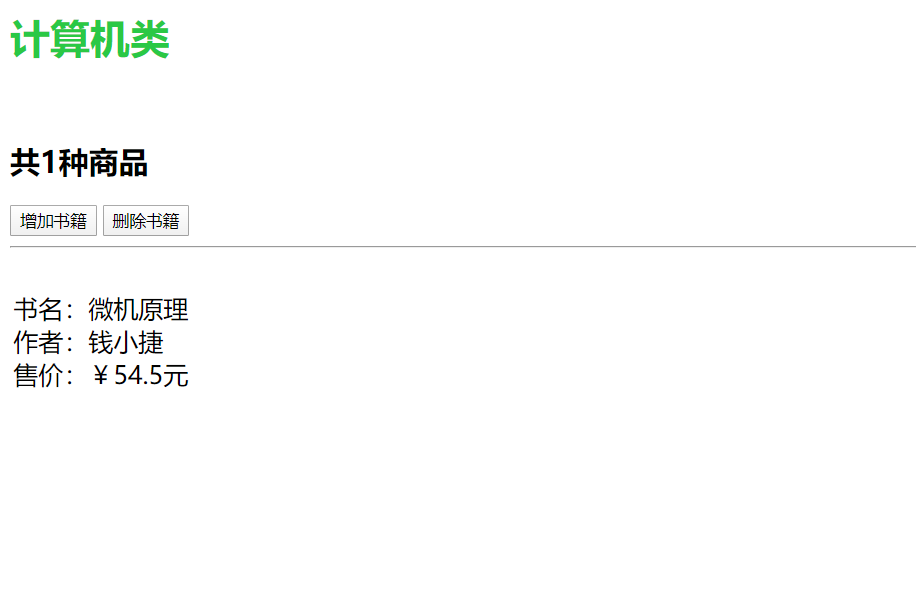 计算机类
共1种商品
增加书籍 删除书籍
书名：微机原理
作者：钱小捷
售价：￥54.5元